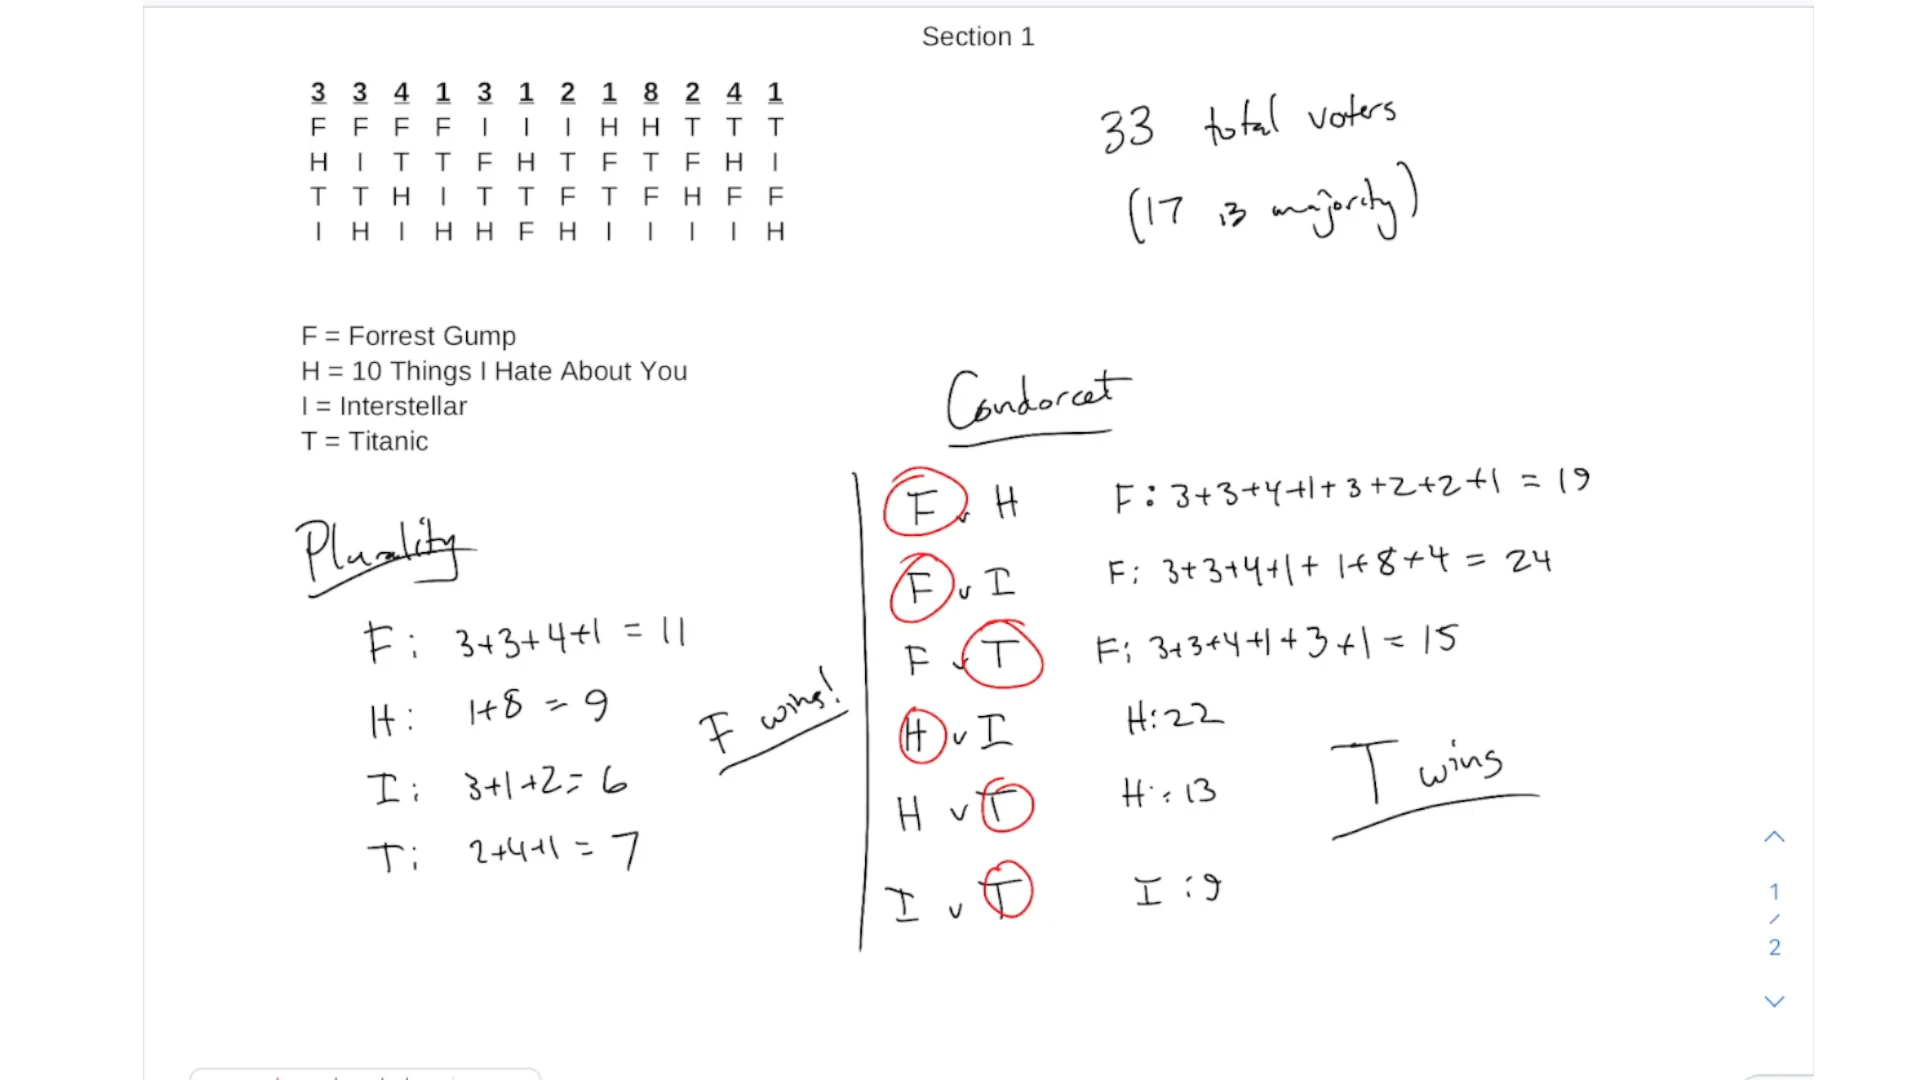 Section 1
3 3 4 1 3 1 2 1 8 2 4 1
F F F F I I I H H T T T
H I T T F H T F T F H I
T T H I T T F T F H F F
I H I H H F H I I I I H
33 total voters
(17 is majority)
F = Forrest Gump
H = 10 Things I Hate About You
I = Interstellar
T = Titanic
Plurality
F: 3+3+4+1 = 11
H: 1+8 = 9
I: 3+1+2= 6
T: 2+4+1 = 7
F wins!
Condorcet
F v H F: 3+3+4+1+3+2+2+1 = 19
F v I F: 3+3+4+1+ 1+8+4 = 24
F v T F: 3+3+4+1+3+1 = 15
H v I H:22
H v T H: 13
I v T I :9
T wins
1
/
2